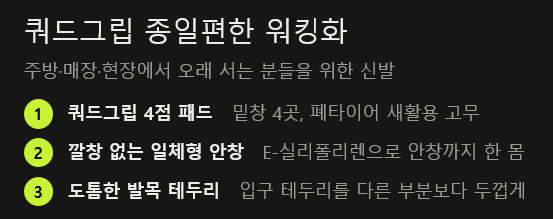 쿼드그립 종일편한 워킹화
주방·매장·현장에서 오래 서는 분들을 위한 신발
1 쿼드그립 4점 패드 밑창 4곳, 폐타이어 새활용 고무
2 깔창 없는 일체형 안창 E-실리폴리렌으로 안창까지 한 몸
3 도톰한 발목 테두리 입구 테두리를 다른 부분보다 두껍게